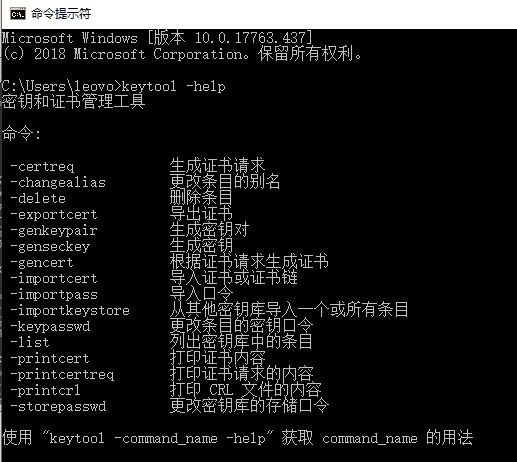 命令提示符
Microsoft Windows [版本 10.0.17763.437]
(c) 2018 Microsoft Corporation。保留所有权利。
C:\Users\leovo>keytool -help
密钥和证书管理工具
命令:
-certreq 生成证书请求
-changealias 更改条目的别名
-delete 删除条目
-exportcert 导出证书
-genkeypair 生成密钥对
-genseckey 生成密钥
-gencert 根据证书请求生成证书
-importcert 导入证书或证书链
-importpass 导入口令
-importkeystore 从其他密钥库导入一个或所有条目
-keypasswd 更改条目的密钥口令
-list 列出密钥库中的条目
-printcert 打印证书内容
-printcertreq 打印证书请求的内容
-printcrl 打印 CRL 文件的内容
-storepasswd 更改密钥库的存储口令
使用 "keytool -command_name -help" 获取 command_name 的用法